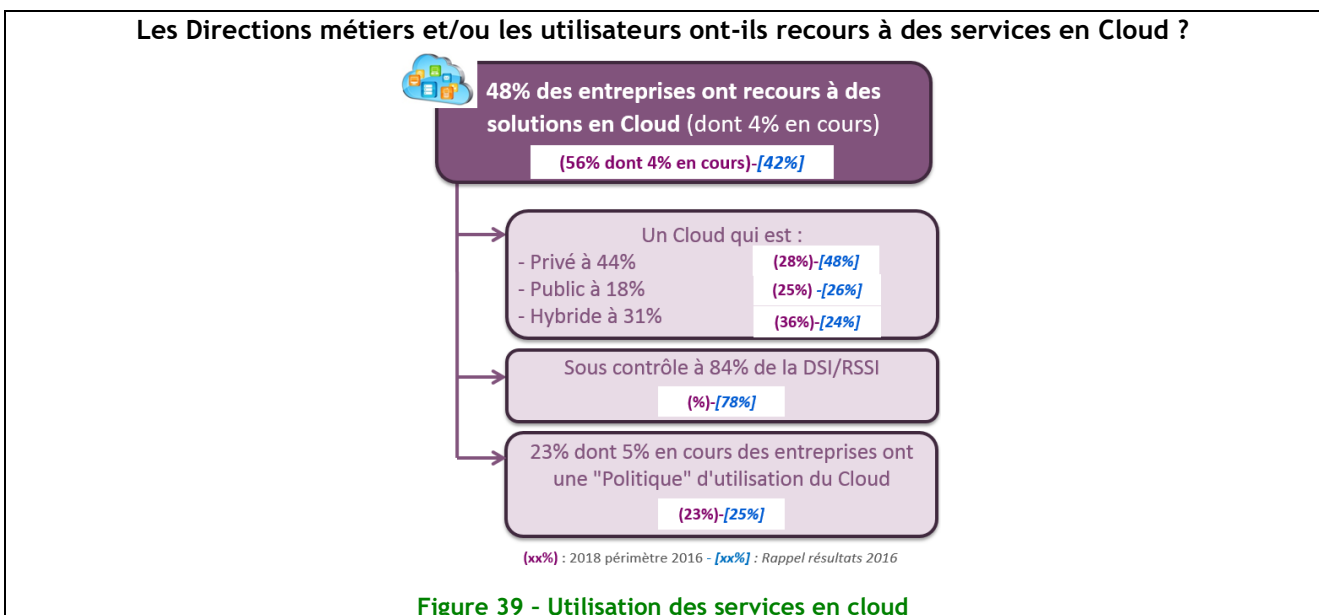 Les Directions métiers et/ou les utilisateurs ont-ils recours à des services en Cloud ?
48% des entreprises ont recours à des
solutions en Cloud (dont 4% en cours)
(56% dont 4% en cours)-[42%]
Un Cloud qui est :
- Privé à 44% (28%)-[48%]
- Public à 18% (25%) -[26%]
- Hybride à 31% (36%)-[24%]
Sous contrôle à 84% de la DSI/RSSI
(%)-[78%]
23% dont 5% en cours des entreprises ont
une "Politique" d'utilisation du Cloud
(23%)-[25%]
(xx%) : 2018 périmètre 2016 - [xx%] : Rappel résultats 2016
Figure 39 - Utilisation des services en cloud